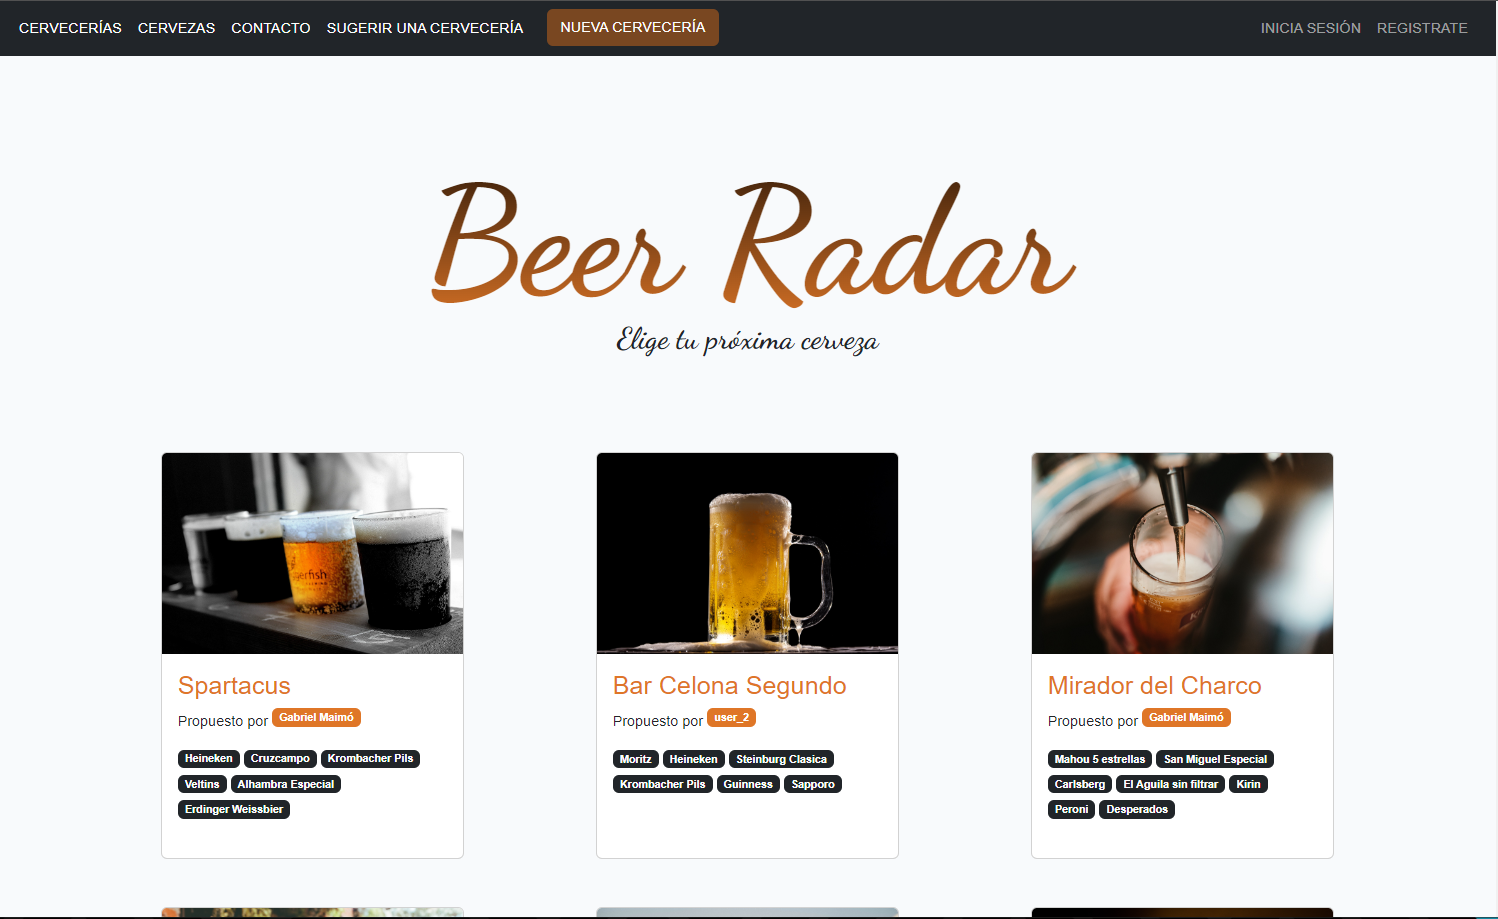 CERVECERÍAS CERVEZAS CONTACTO SUGERIR UNA CERVECERÍA NUEVA CERVECERÍA INICIA SESIÓN REGISTRATE
Beer Radar
Elige tu próxima cerveza
Spartacus
Propuesto por Gabriel Maimó
Heineken Cruzcampo Krombacher Pils
Veltins Alhambra Especial
Erdinger Weissbier
Bar Celona Segundo
Propuesto por user_2
Moritz Heineken Steinburg Clasica
Krombacher Pils Guinness Sapporo
Mirador del Charco
Propuesto por Gabriel Maimó
Mahou 5 estrellas San Miguel Especial
Carlsberg El Aguila sin filtrar Kirin
Peroni Desperados